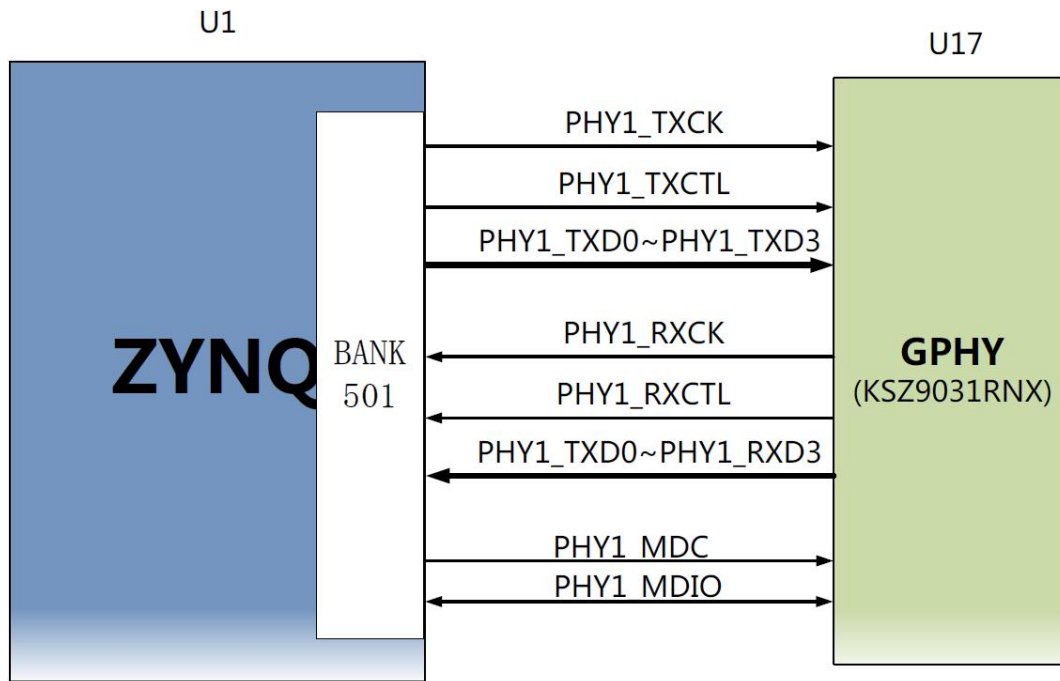 U1
U17
PHY1_TXCK
PHY1_TXCTL
PHY1_TXD0~PHY1_TXD3
ZYNQ
BANK
501
PHY1_RXCK
PHY1_RXCTL
PHY1_TXD0~PHY1_RXD3
GPHY
(KSZ9031RNX)
PHY1_MDC
PHY1_MDIO